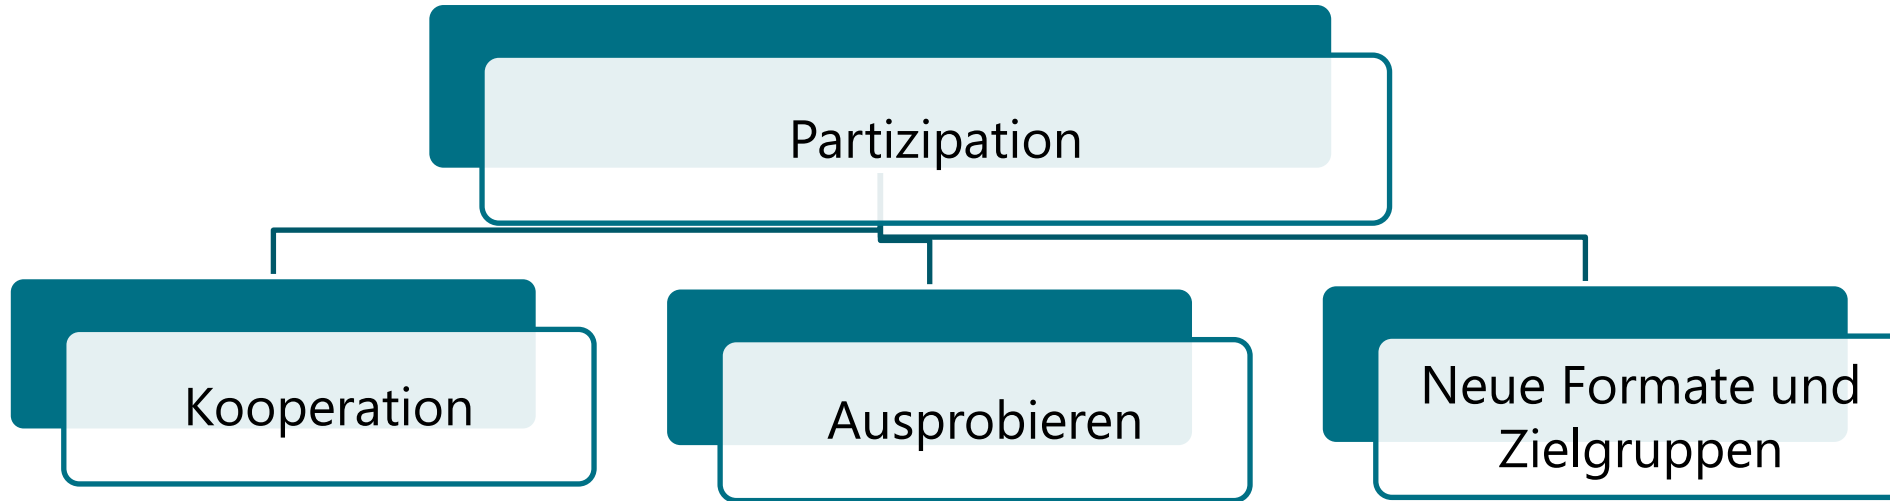 Partizipation
Kooperation
Ausprobieren
Neue Formate und
Zielgruppen